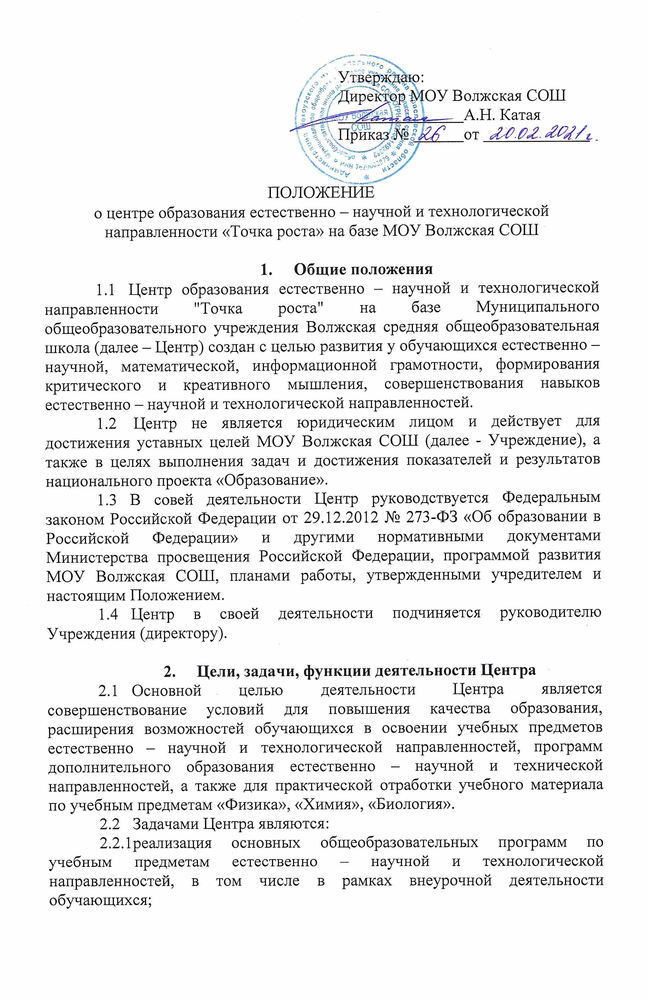 Утверждаю:
Директор МОУ Волжская СОШ
А.Н. Катая
Приказ № 26 от 20.02.2021 г.
МОУ Волжская
СОШ
ПОЛОЖЕНИЕ
о центре образования естественно – научной и технологической
направленности «Точка роста» на базе МОУ Волжская СОШ
1. Общие положения
1.1 Центр образования естественно – научной и технологической
направленности "Точка роста" на базе Муниципального
общеобразовательного учреждения Волжская средняя общеобразовательная
школа (далее – Центр) создан с целью развития у обучающихся естественно –
научной, математической, информационной грамотности, формирования
критического и креативного мышления, совершенствования навыков
естественно – научной и технологической направленностей.
1.2 Центр не является юридическим лицом и действует для
достижения уставных целей МОУ Волжская СОШ (далее - Учреждение), а
также в целях выполнения задач и достижения показателей и результатов
национального проекта «Образование».
1.3 В совей деятельности Центр руководствуется Федеральным
законом Российской Федерации от 29.12.2012 № 273-ФЗ «Об образовании в
Российской Федерации» и другими нормативными документами
Министерства просвещения Российской Федерации, программой развития
МОУ Волжская СОШ, планами работы, утвержденными учредителем и
настоящим Положением.
1.4 Центр в своей деятельности подчиняется руководителю
Учреждения (директору).
2. Цели, задачи, функции деятельности Центра
2.1 Основной целью деятельности Центра является
совершенствование условий для повышения качества образования,
расширения возможностей обучающихся в освоении учебных предметов
естественно – научной и технологической направленностей, программ
дополнительного образования естественно – научной и технической
направленностей, а также для практической отработки учебного материала
по учебным предметам «Физика», «Химия», «Биология».
2.2 Задачами Центра являются:
2.2.1реализация основных общеобразовательных программ по
учебным предметам естественно – научной и технологической
направленностей, в том числе в рамках внеурочной деятельности
обучающихся;